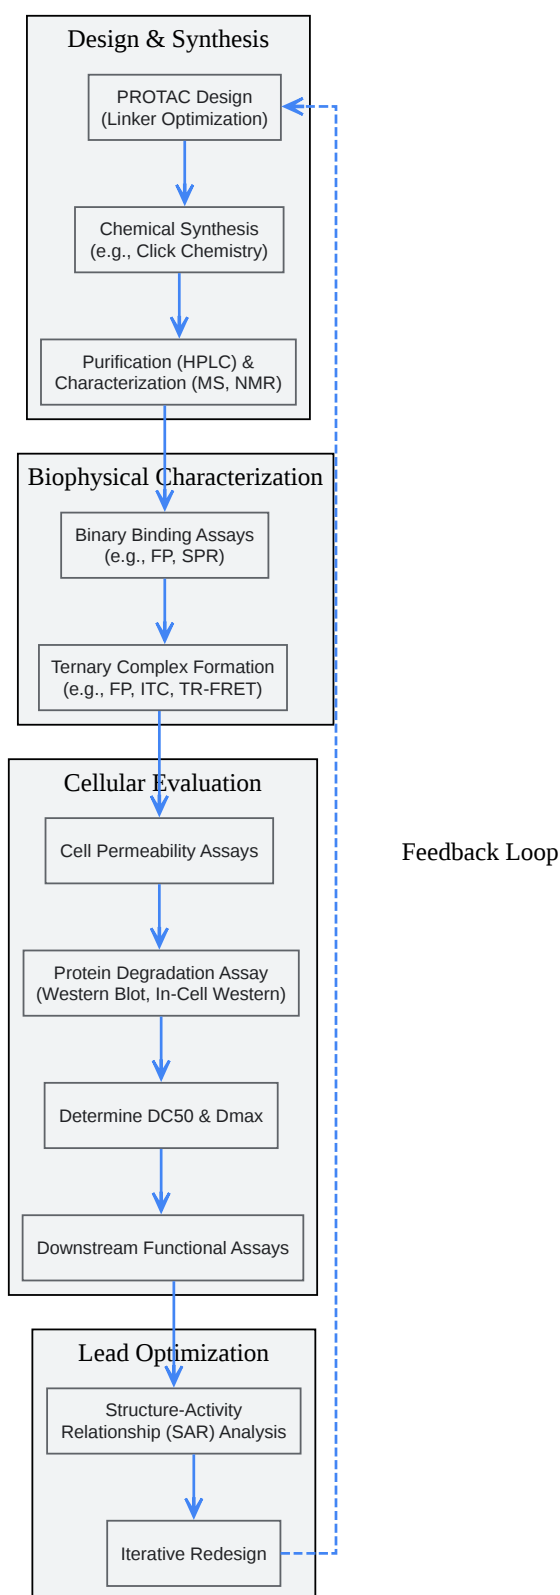 Design & Synthesis
PROTAC Design
(Linker Optimization)
Chemical Synthesis
(e.g., Click Chemistry)
Purification (HPLC) &
Characterization (MS, NMR)
Biophysical Characterization
Binary Binding Assays
(e.g., FP, SPR)
Ternary Complex Formation
(e.g., FP, ITC, TR-FRET)
Cellular Evaluation
Cell Permeability Assays
Feedback Loop
Protein Degradation Assay
(Western Blot, In-Cell Western)
Determine DC50 & Dmax
Downstream Functional Assays
Lead Optimization
Structure-Activity
Relationship (SAR) Analysis
Iterative Redesign